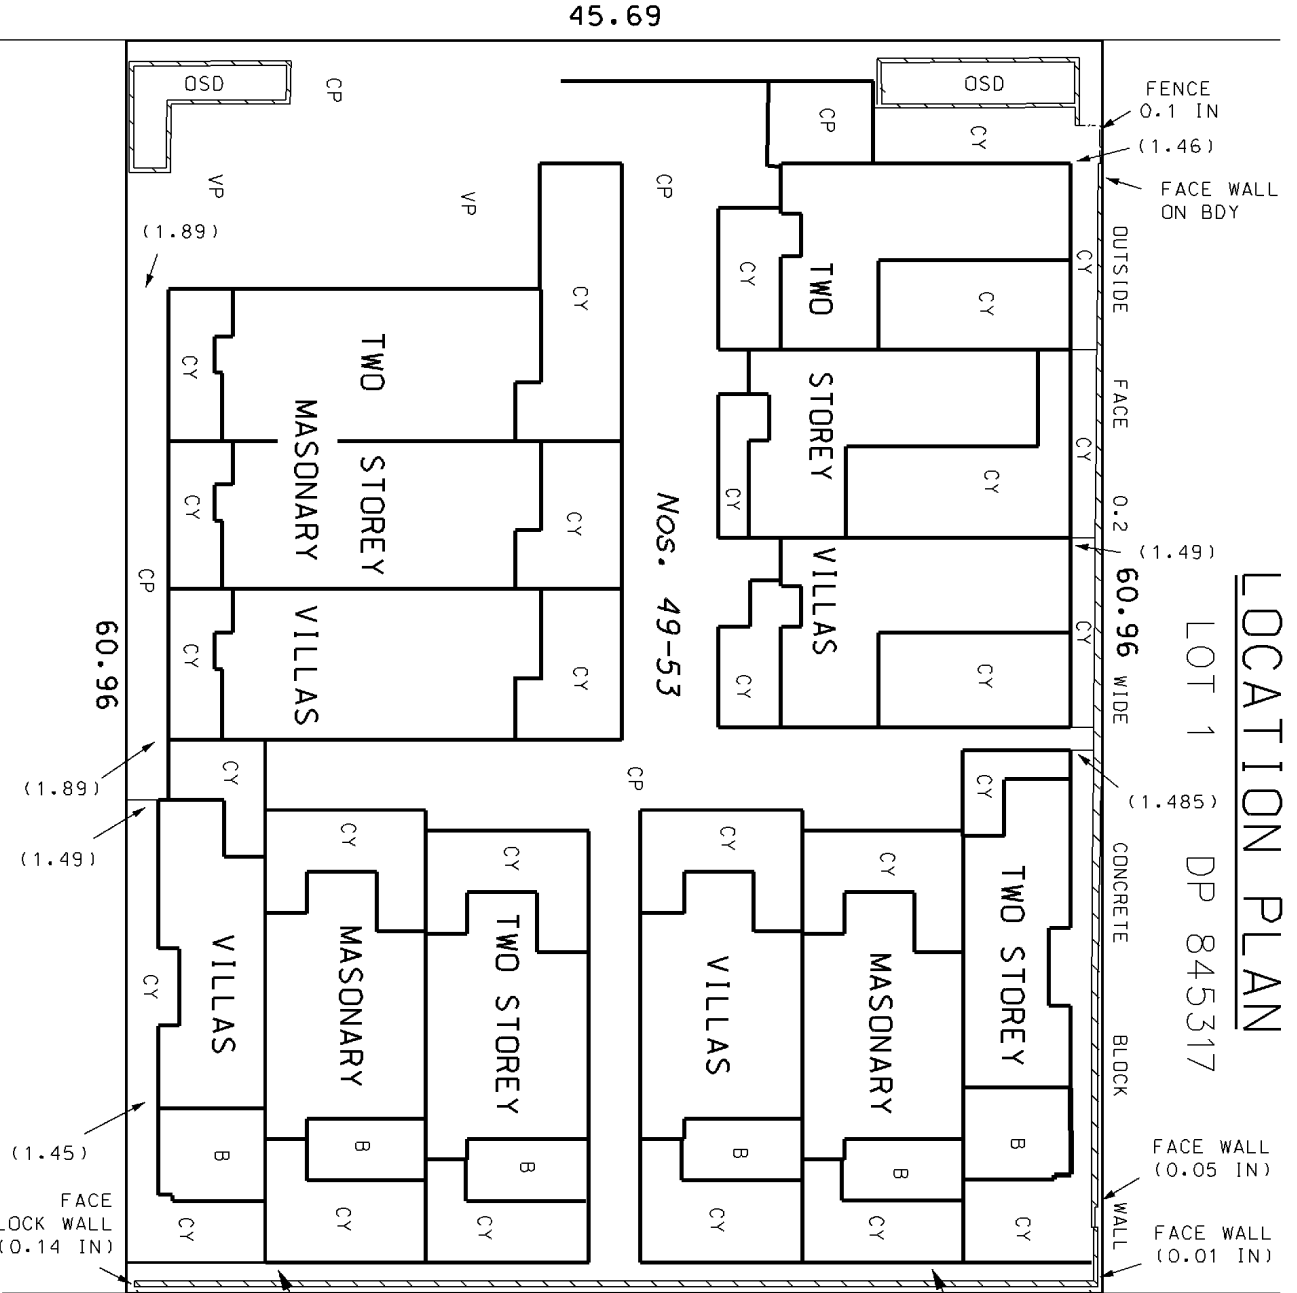 45.69
OSD
CP
OSD
FENCE
0.1 IN
CP
CY
(1.46)
VP
VP
CP
FACE WALL
ON BDY
(1.89)
OUTSIDE FACE 0.2 WIDE CONCRETE BLOCK WALL
CY
CY
CY
CY
TWO
STOREY
VILLAS
CY
TWO
STOREY
MASONARY
VILLAS
CY
CY
CY
CY
CY
CY
Nos. 49-53
(1.49)
CP
60.96
60.96
LOCATION PLAN
LOT 1 DP 845317
CY
CY
CY
CY
CY
CP
CY
CY
(1.89)
(1.485)
(1.49)
CY
CY
CY
CY
VILLAS
MASONARY
TWO STOREY
VILLAS
MASONARY
TWO STOREY
CY
(1.45)
B
B
B
B
B
B
FACE WALL
(0.05 IN)
FACE
LOCK WALL
(0.14 IN)
CY
CY
CY
CY
CY
CY
FACE WALL
(0.01 IN)